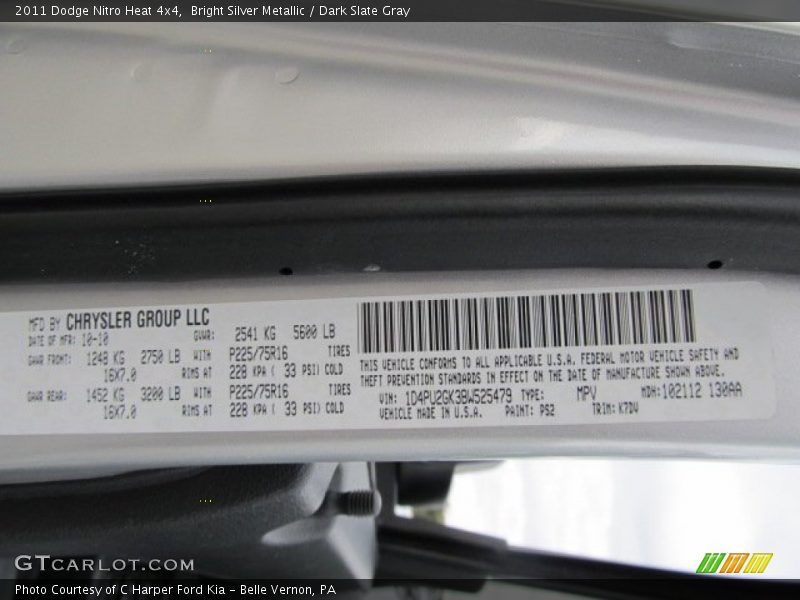 2011 Dodge Nitro Heat 4x4,  Bright Silver Metallic / Dark Slate Gray
MFD BY CHRYSLER GROUP LLC
DATE OF MFR: 10-10 GVWR: 2541 KG 5600 LB
GAWR FRONT: 1248 KG 2750 LB WITH P225/75R16 TIRES
16X7.0 RIMS AT 228 KPA ( 33 PSI) COLD
GAWR REAR: 1452 KG 3200 LB WITH P225/75R16 TIRES
16X7.0 RIMS AT 228 KPA ( 33 PSI) COLD
THIS VEHICLE CONFORMS TO ALL APPLICABLE U.S.A. FEDERAL MOTOR VEHICLE SAFETY AND
THEFT PREVENTION STANDARDS IN EFFECT ON THE DATE OF MANUFACTURE SHOWN ABOVE.
VIN: 1D4PU2GK3BW525479 TYPE: MPV MDH: 102112 130AA
VEHICLE MADE IN U.S.A. PAINT: PS2 TRIM: K7DV
GTCARLOT.COM
Photo Courtesy of C Harper Ford Kia – Belle Vernon, PA